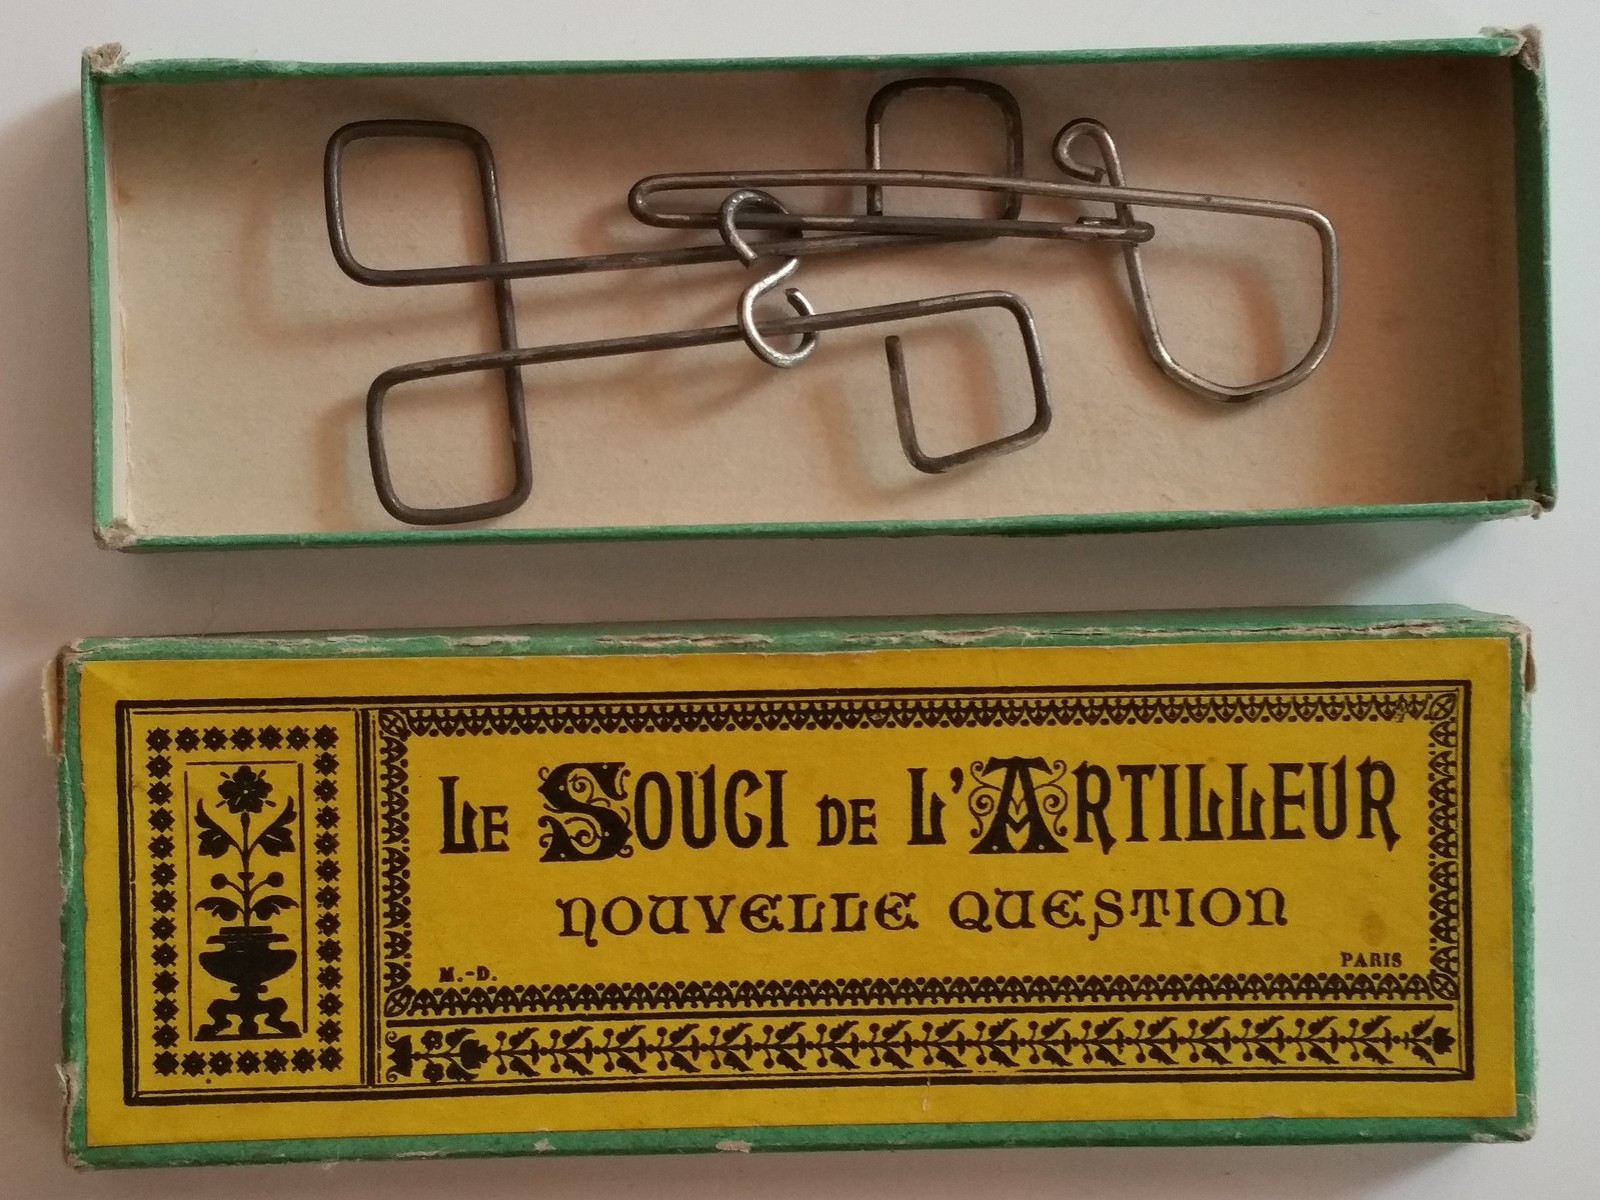 Le Souci de l'Artilleur
Nouvelle Question
M.-D.
PARIS